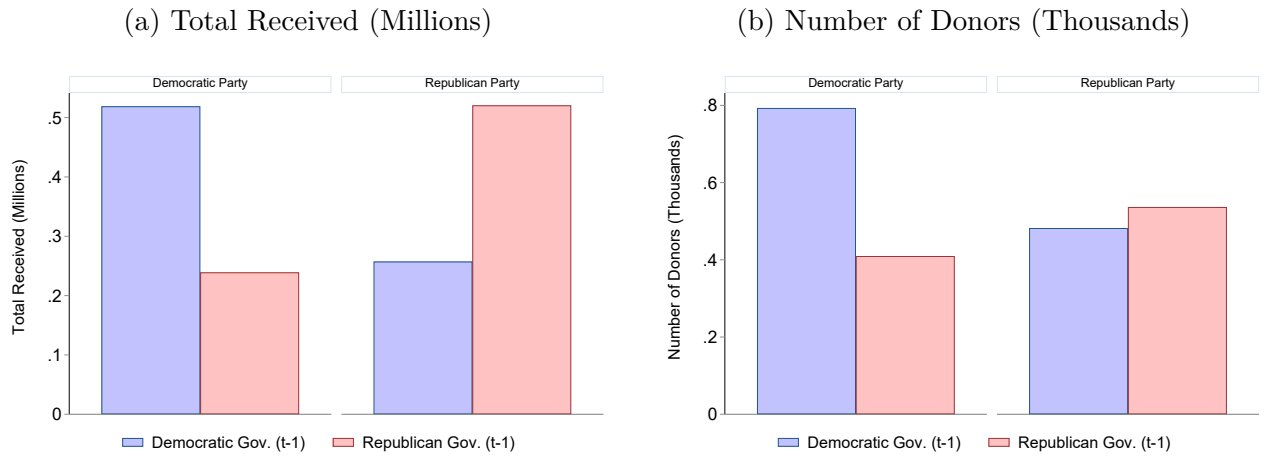 (a) Total Received (Millions)
Democratic Party
Republican Party
Total Received (Millions)
.5
.4
.3
.2
.1
0
Democratic Gov. (t-1)
Republican Gov. (t-1)
(b) Number of Donors (Thousands)
Democratic Party
Republican Party
Number of Donors (Thousands)
.8
.6
.4
.2
0
Democratic Gov. (t-1)
Republican Gov. (t-1)